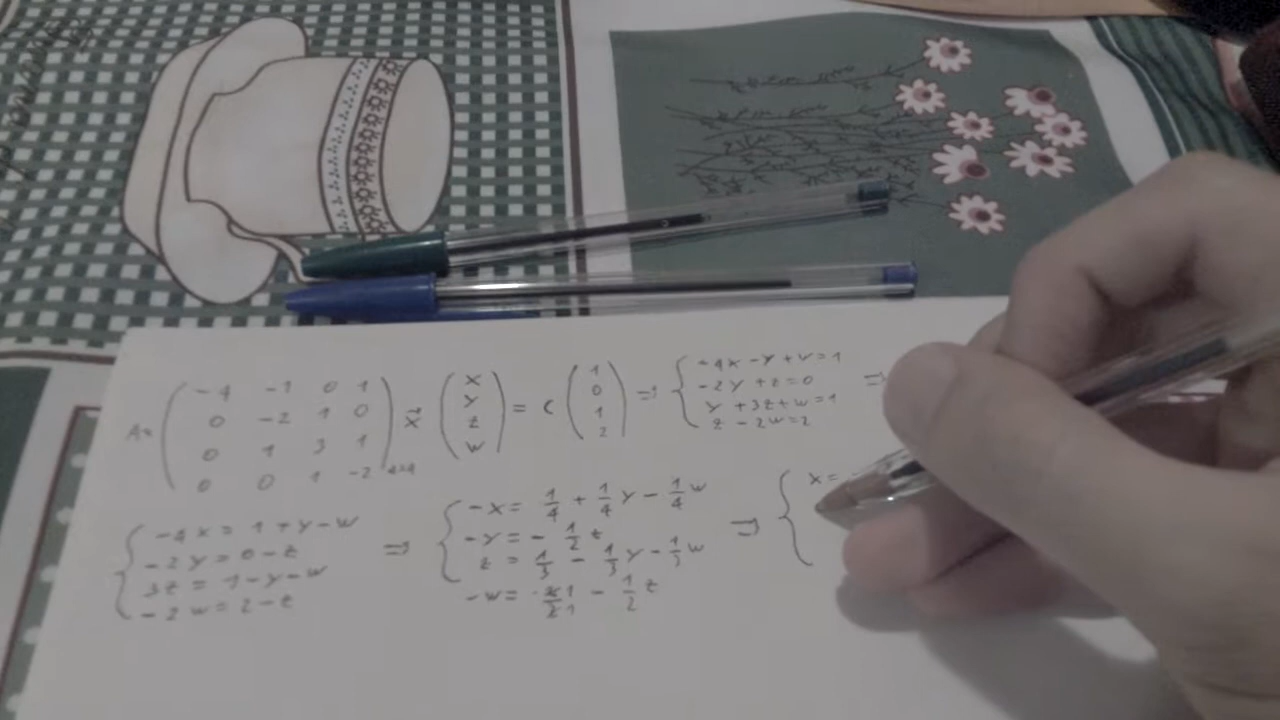 A= ( -4 -1 0 1 ) x⃗ ( x ) = c ( 1 ) => { -4x - y + w = 1 =>
0 -2 1 0 y 0 -2y + z = 0
0 1 3 1 z 1 y + 3z + w = 1
0 0 1 -2 4x4 w 2 z - 2w = 2
{ -4x = 1 + y - w => { -x = 1/4 + 1/4 y - 1/4 w => { x =
-2y = 0 - z -y = - 1/2 z
3z = 1 - y - w z = 1/3 - 1/3 y - 1/3 w
-2w = 2 - z -w = 1 - 1/2 z